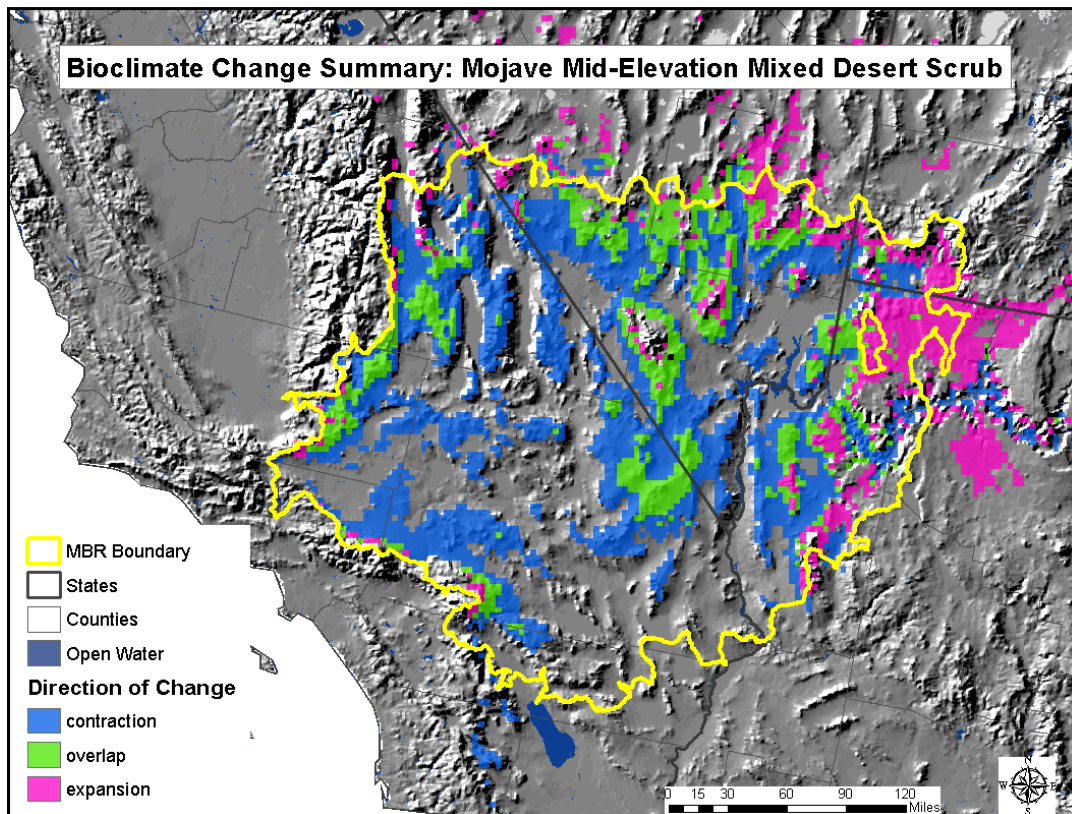 Bioclimate Change Summary: Mojave Mid-Elevation Mixed Desert Scrub
MBR Boundary
States
Counties
Open Water
Direction of Change
contraction
overlap
expansion
0 15 30 60 90 120
Miles
N
W E
S